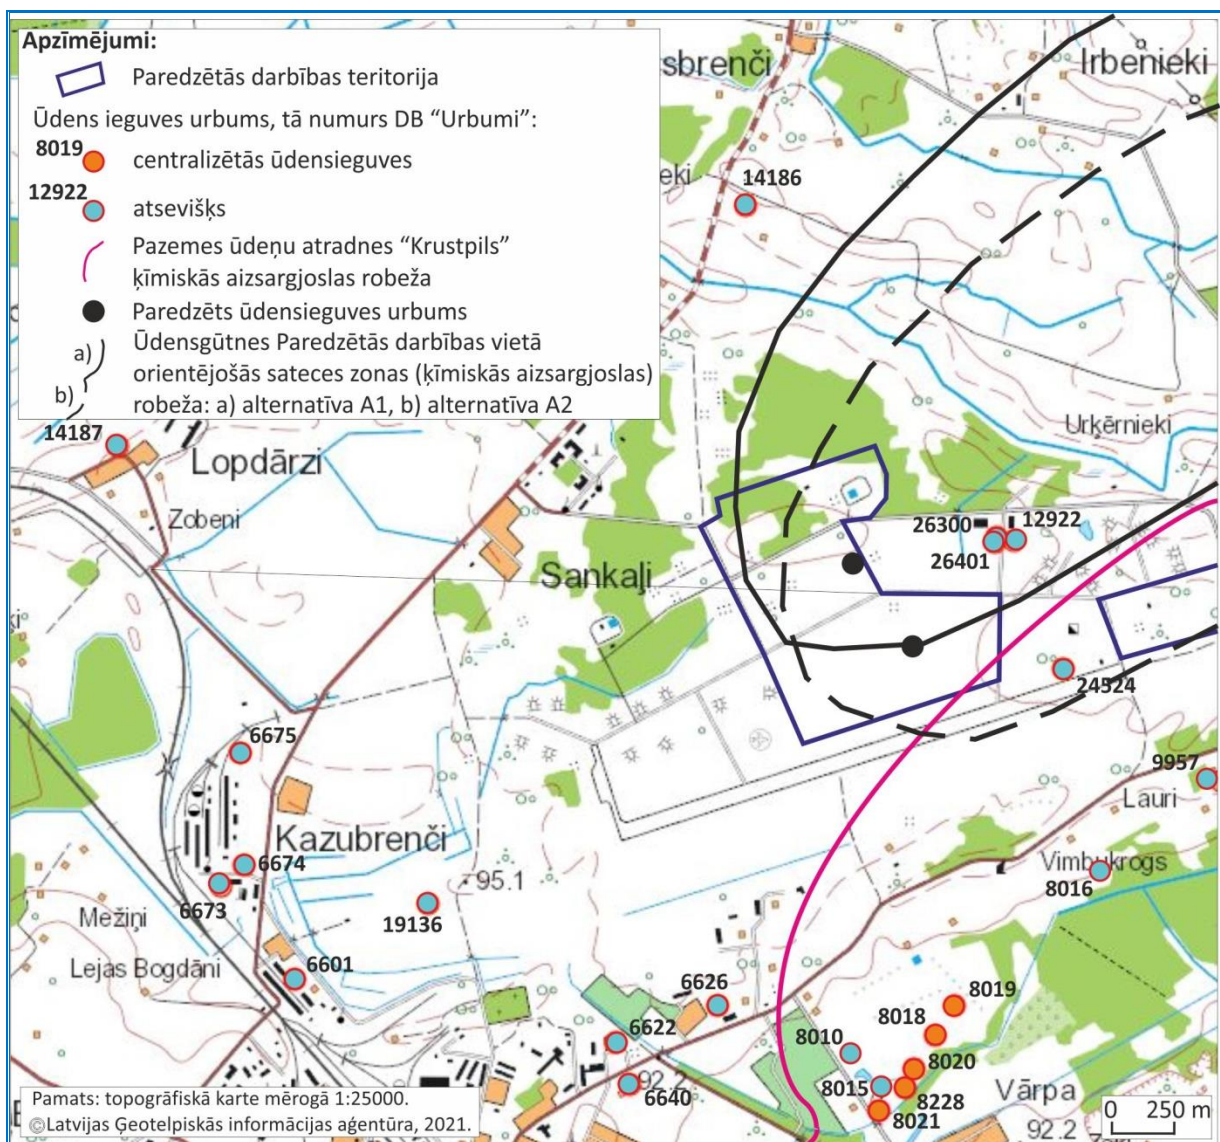 Apzīmējumi:
Paredzētās darbības teritorija
Ūdens ieguves urbums, tā numurs DB “Urbumi”:
8019
centralizētās ūdensieguves
12922
atsevišķs
Pazemes ūdeņu atradnes “Krustpils”
ķīmiskās aizsargjoslas robeža
Paredzēts ūdensieguves urbums
a)
Ūdensgūtnes Paredzētās darbības vietā
orientējošās sateces zonas (ķīmiskās aizsargjoslas)
b)
robeža: a) alternatīva A1, b) alternatīva A2
sbrenči
Irbenieki
eki
14186
14187
Lopdārzi
Urķērnieki
Zobeni
26300
12922
26401
Sankaļi
24524
6675
9957
Lauri
Kazubrenči
Vimbukrogs
8016
6674
95.1
6673
19136
Mežiņi
Lejas Bogdāni
6601
6626
8019
6622
8018
8010
8020
92.2
6640
8015
8228
8021
Vārpa
92.2
0 250 m
Pamats: topogrāfiskā karte mērogā 1:25000.
©Latvijas Ģeotelpiskās informācijas aģentūra, 2021.